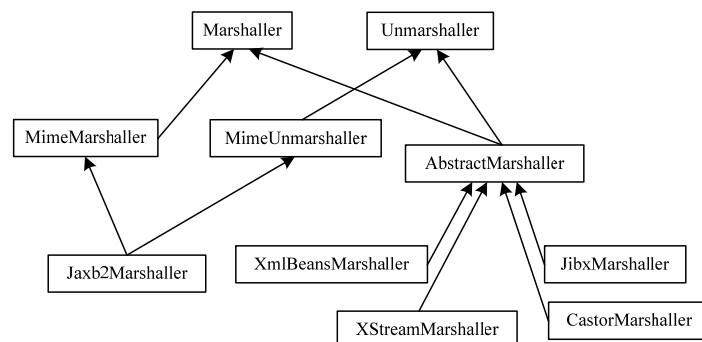 Marshaller
Unmarshaller
MimeMarshaller
MimeUnmarshaller
AbstractMarshaller
Jaxb2Marshaller
XmlBeansMarshaller
JibxMarshaller
XStreamMarshaller
CastorMarshaller